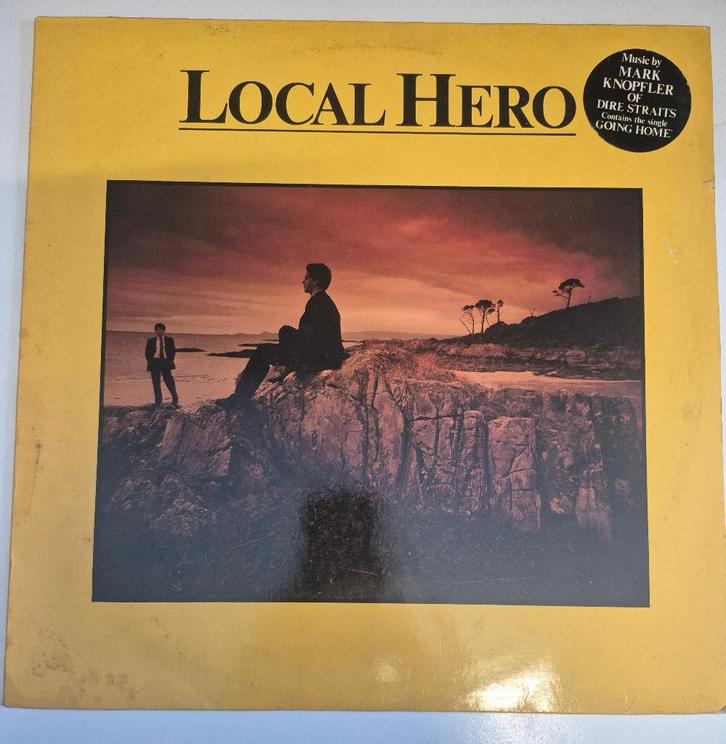 LOCAL HERO
Music by
MARK
KNOPFLER
OF
DIRE STRAITS
Contains the single
GOING HOME'